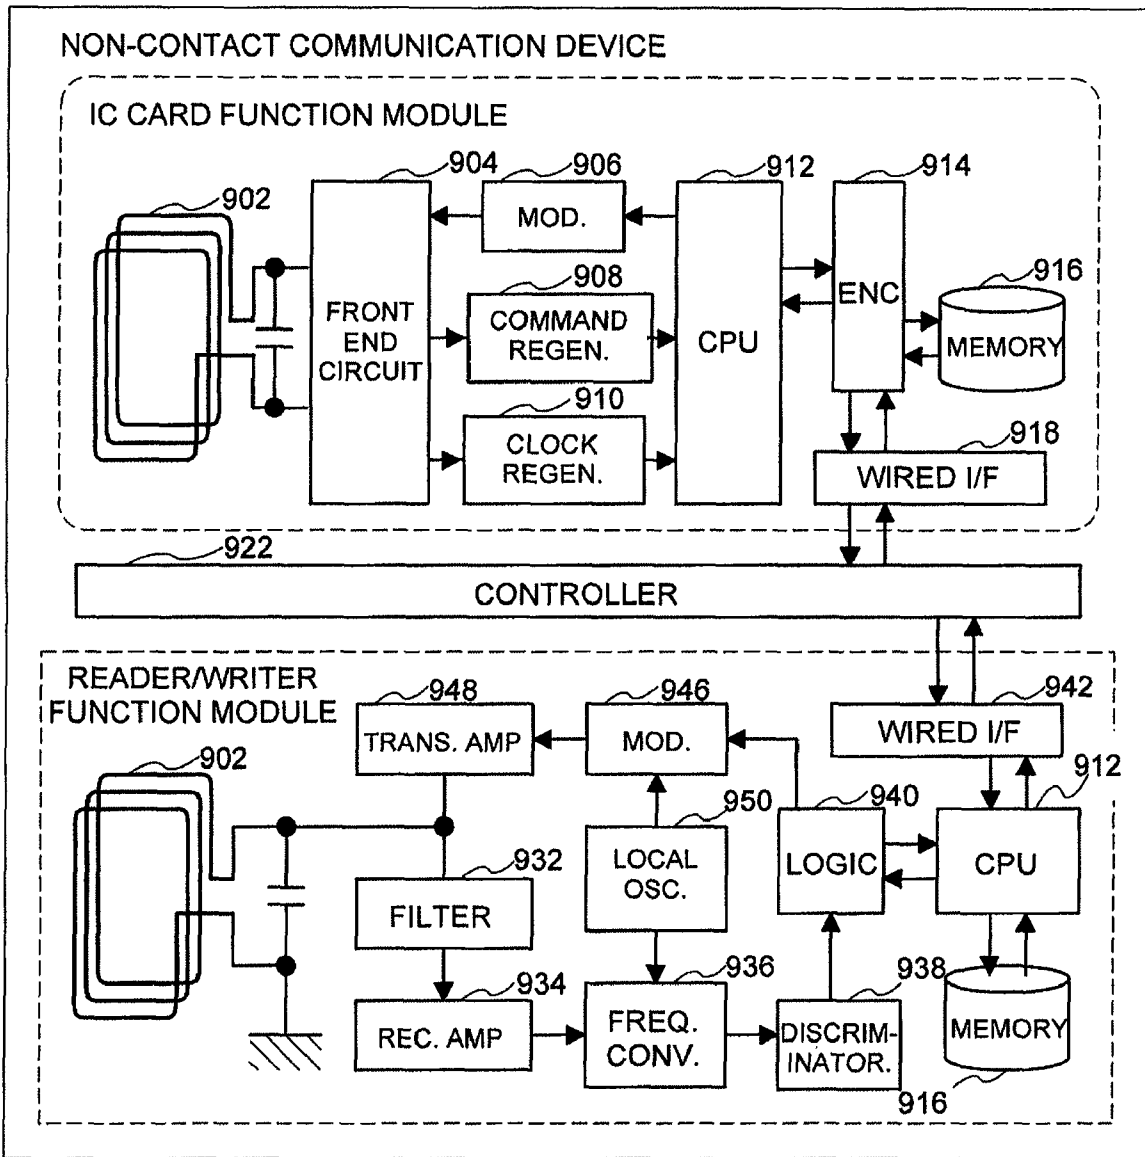 NON-CONTACT COMMUNICATION DEVICE
IC CARD FUNCTION MODULE
902
904
906
912
914
MOD.
916
908
FRONT
END
CIRCUIT
COMMAND
REGEN.
CPU
ENC
MEMORY
910
CLOCK
REGEN.
918
WIRED I/F
922
CONTROLLER
READER/WRITER
FUNCTION MODULE
948
946
942
TRANS. AMP
MOD.
WIRED I/F
902
950
940
912
932
LOCAL
OSC.
LOGIC
CPU
FILTER
934
936
938
REC. AMP
FREQ.
CONV.
DISCRIM-
INATOR.
MEMORY
916